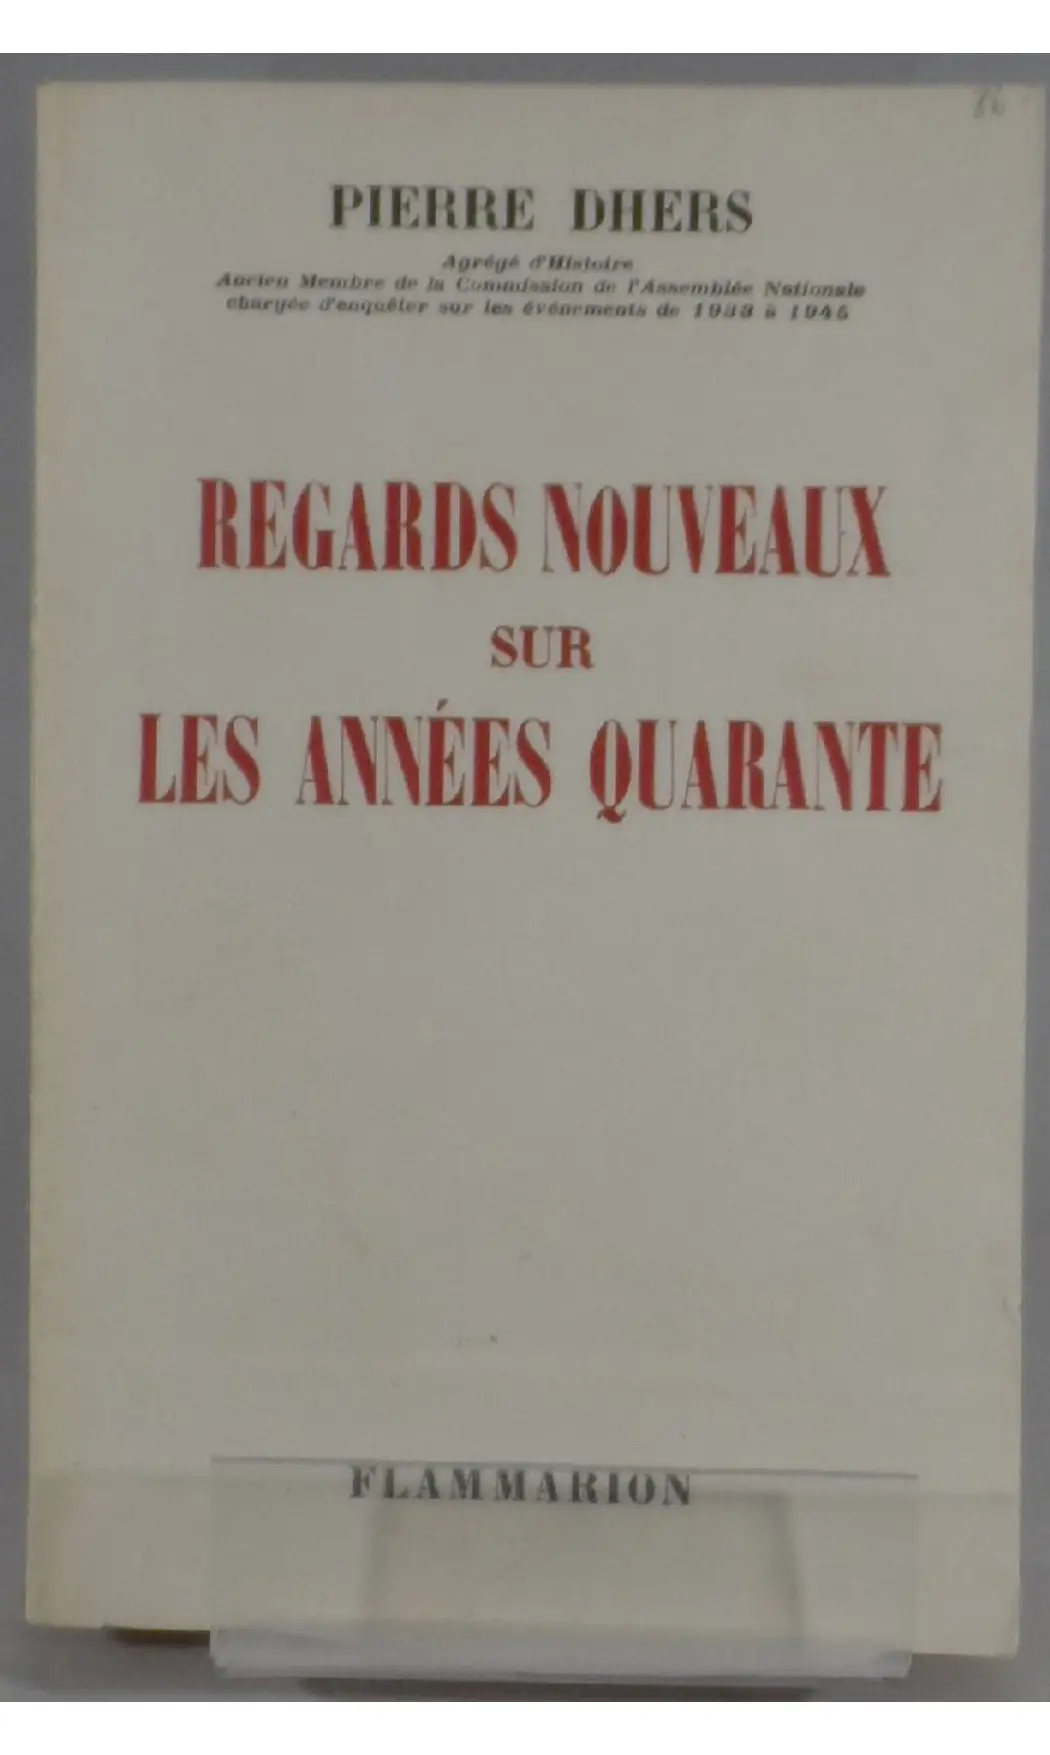 86
PIERRE DHERS
Agrégé d'Histoire
Ancien Membre de la Commission de l'Assemblée Nationale
chargée d'enquêter sur les événements de 1933 à 1945
REGARDS NOUVEAUX
SUR
LES ANNÉES QUARANTE
FLAMMARION